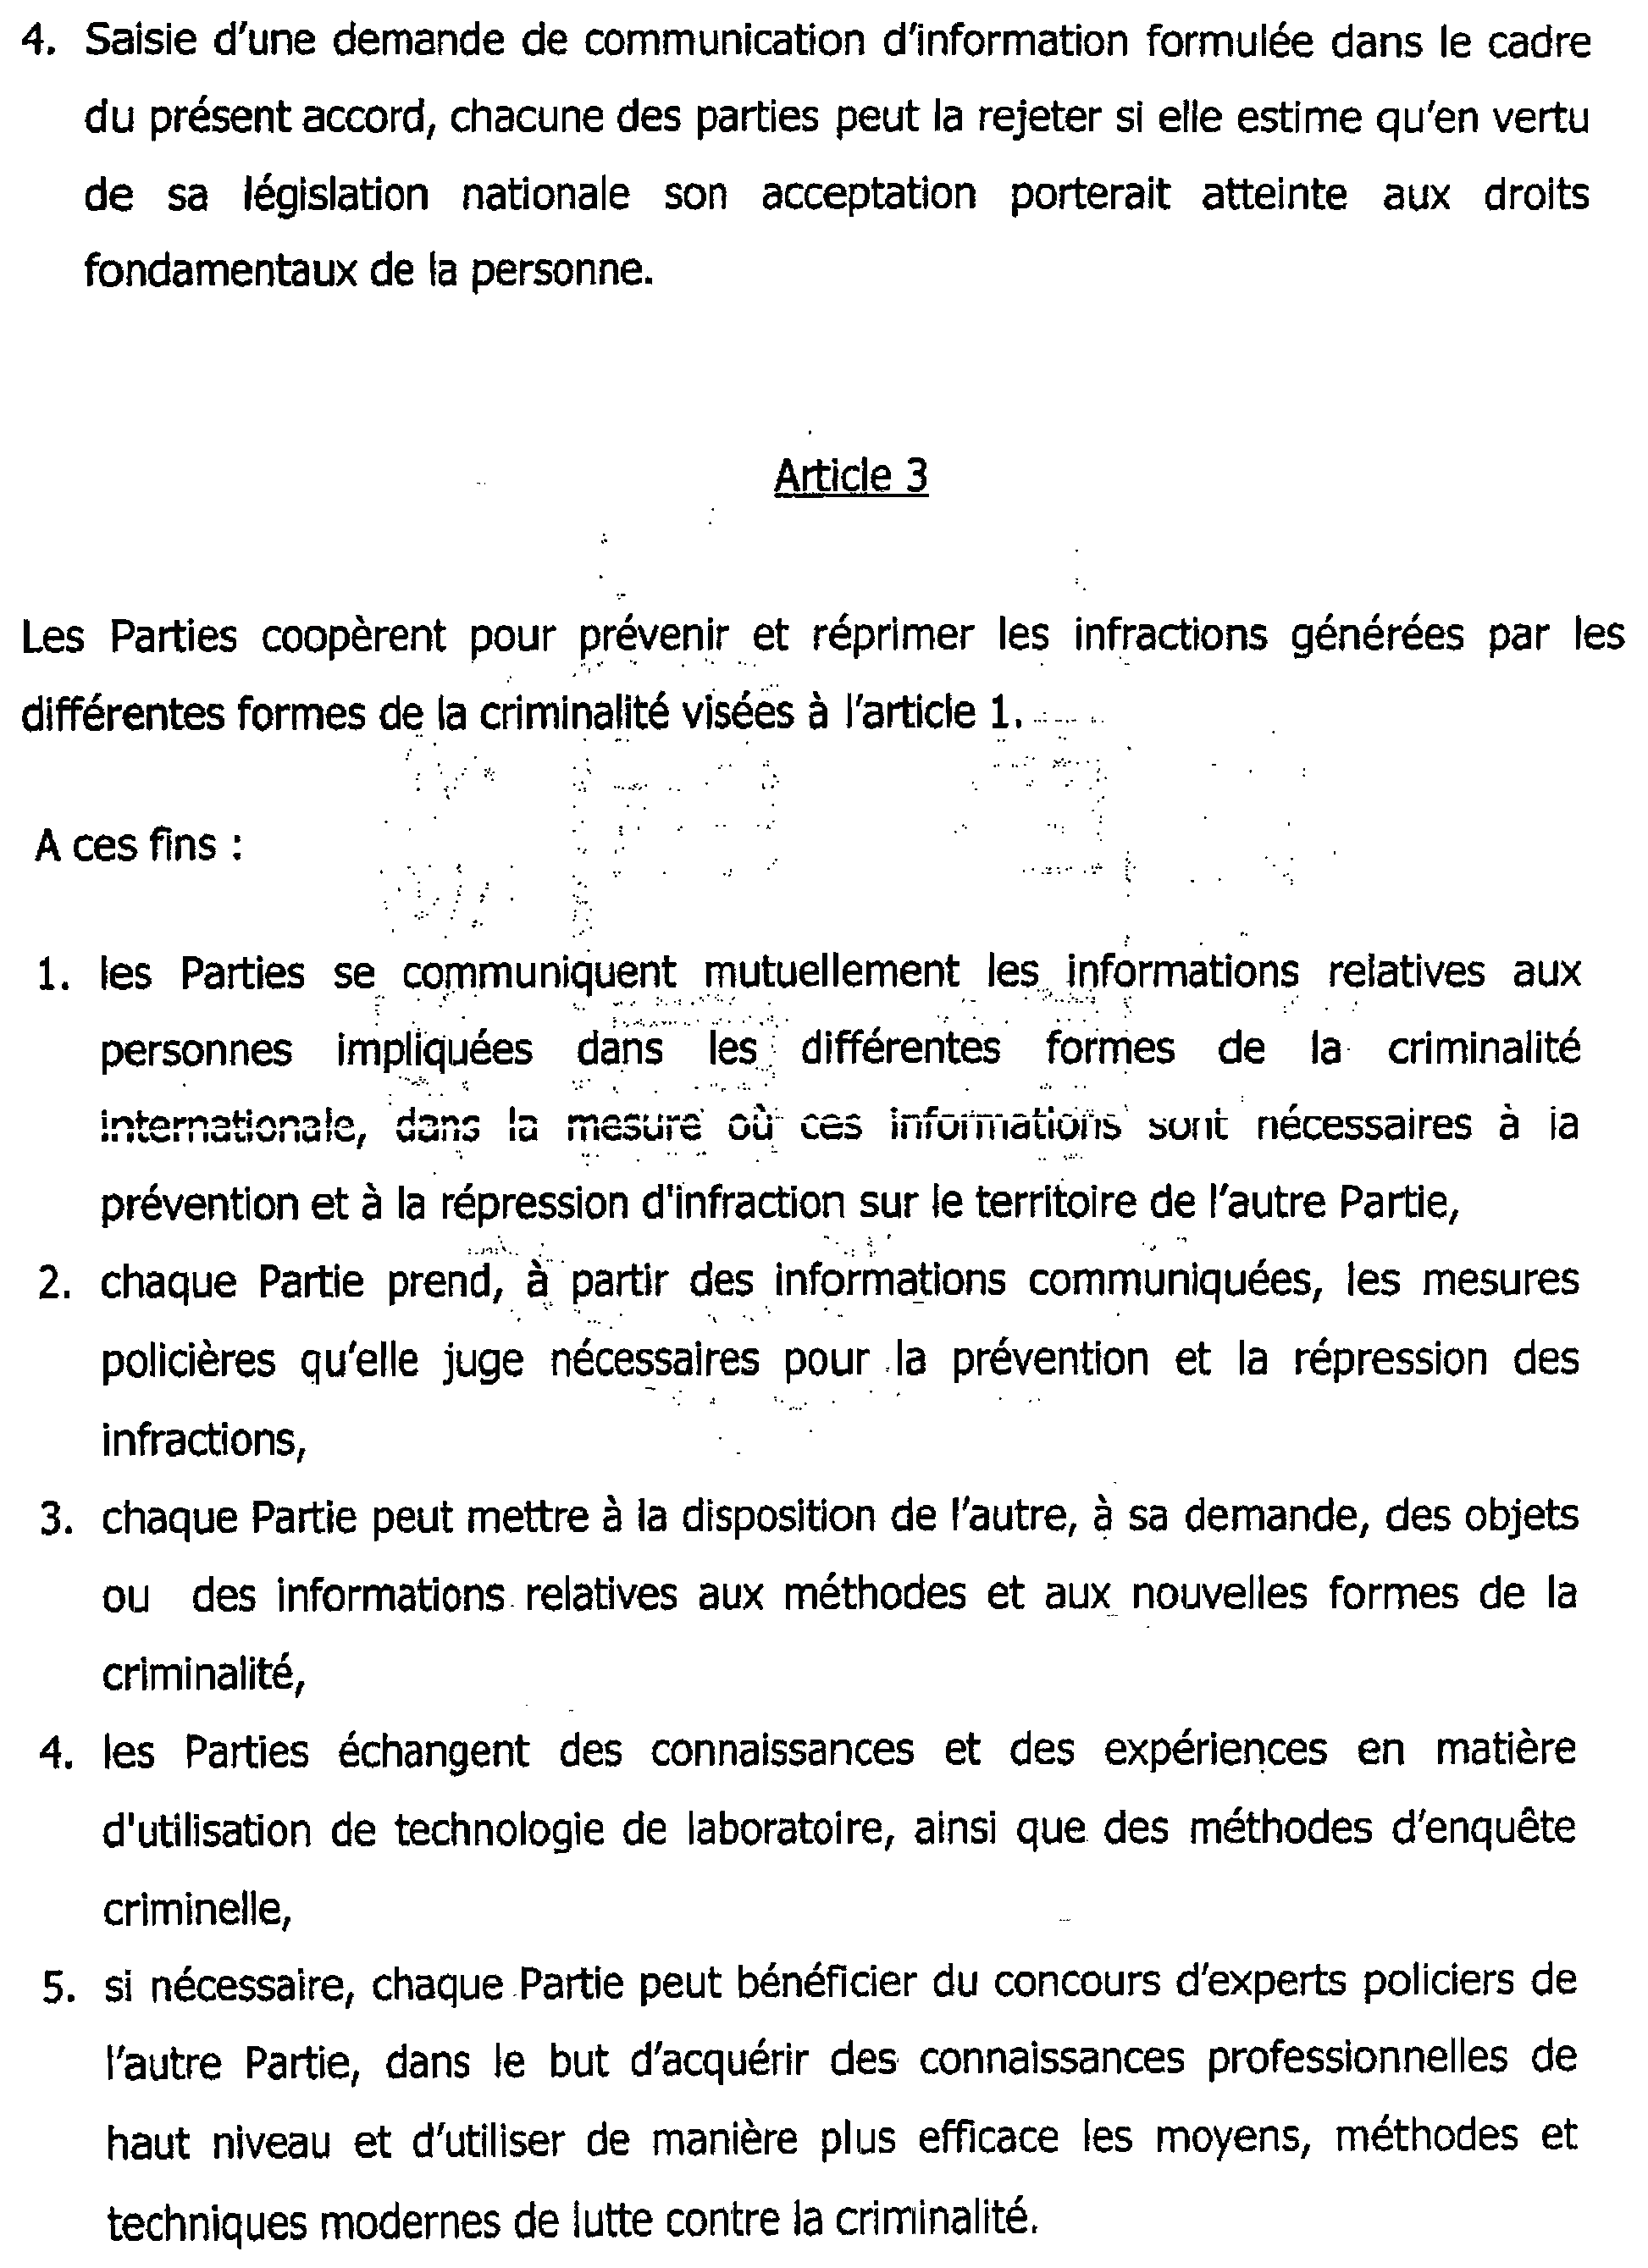 4. Saisie d'une demande de communication d'information formulée dans le cadre
du présent accord, chacune des parties peut la rejeter si elle estime qu'en vertu
de sa législation nationale son acceptation porterait atteinte aux droits
fondamentaux de la personne.
Article 3
Les Parties coopèrent pour prévenir et réprimer les infractions générées par les
différentes formes de la criminalité visées à l'article 1.
A ces fins :
1. les Parties se communiquent mutuellement les informations relatives aux
personnes impliquées dans les différentes formes de la criminalité
internationale, dans la mesure où ces informations sont nécessaires à la
prévention et à la répression d'infraction sur le territoire de l'autre Partie,
2. chaque Partie prend, à partir des informations communiquées, les mesures
policières qu'elle juge nécessaires pour la prévention et la répression des
infractions,
3. chaque Partie peut mettre à la disposition de l'autre, à sa demande, des objets
ou des informations relatives aux méthodes et aux nouvelles formes de la
criminalité,
4. les Parties échangent des connaissances et des expériences en matière
d'utilisation de technologie de laboratoire, ainsi que des méthodes d'enquête
criminelle,
5. si nécessaire, chaque Partie peut bénéficier du concours d'experts policiers de
l'autre Partie, dans le but d'acquérir des connaissances professionnelles de
haut niveau et d'utiliser de manière plus efficace les moyens, méthodes et
techniques modernes de lutte contre la criminalité.